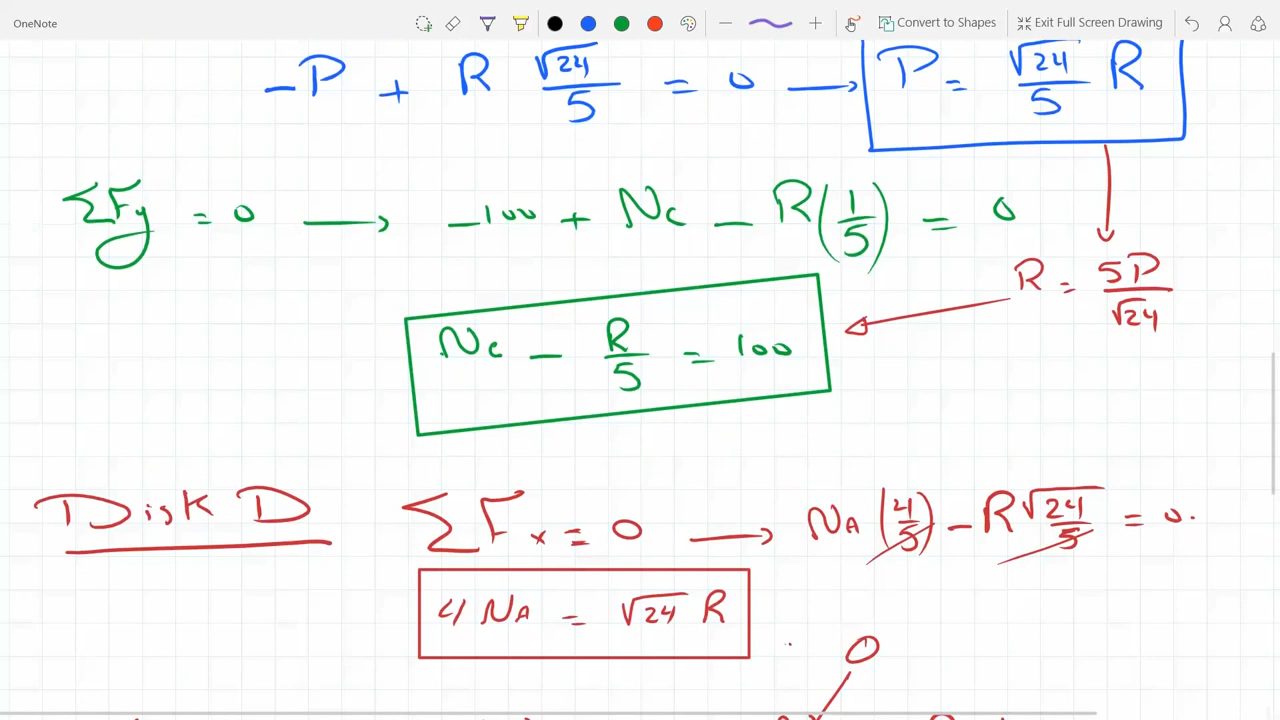 OneNote
Convert to Shapes Exit Full Screen Drawing
-P + R √24/5 = 0 → P = √24/5 R
ΣFy = 0 → -100 + Nc - R(1/5) = 0
R = 5P/√24
Nc - R/5 = 100
Disk D ΣFx = 0 → NA (4/5) - R √24/5 = 0.
4 NA = √24 R
0